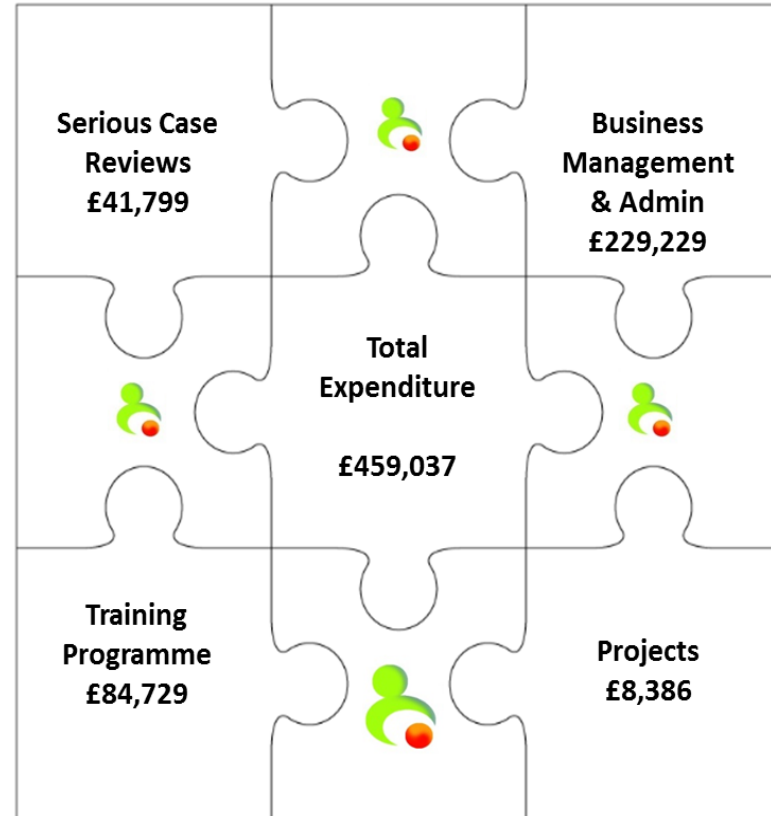 Serious Case
Reviews
£41,799
Business
Management
& Admin
£229,229
Total
Expenditure
£459,037
Training
Programme
£84,729
Projects
£8,386